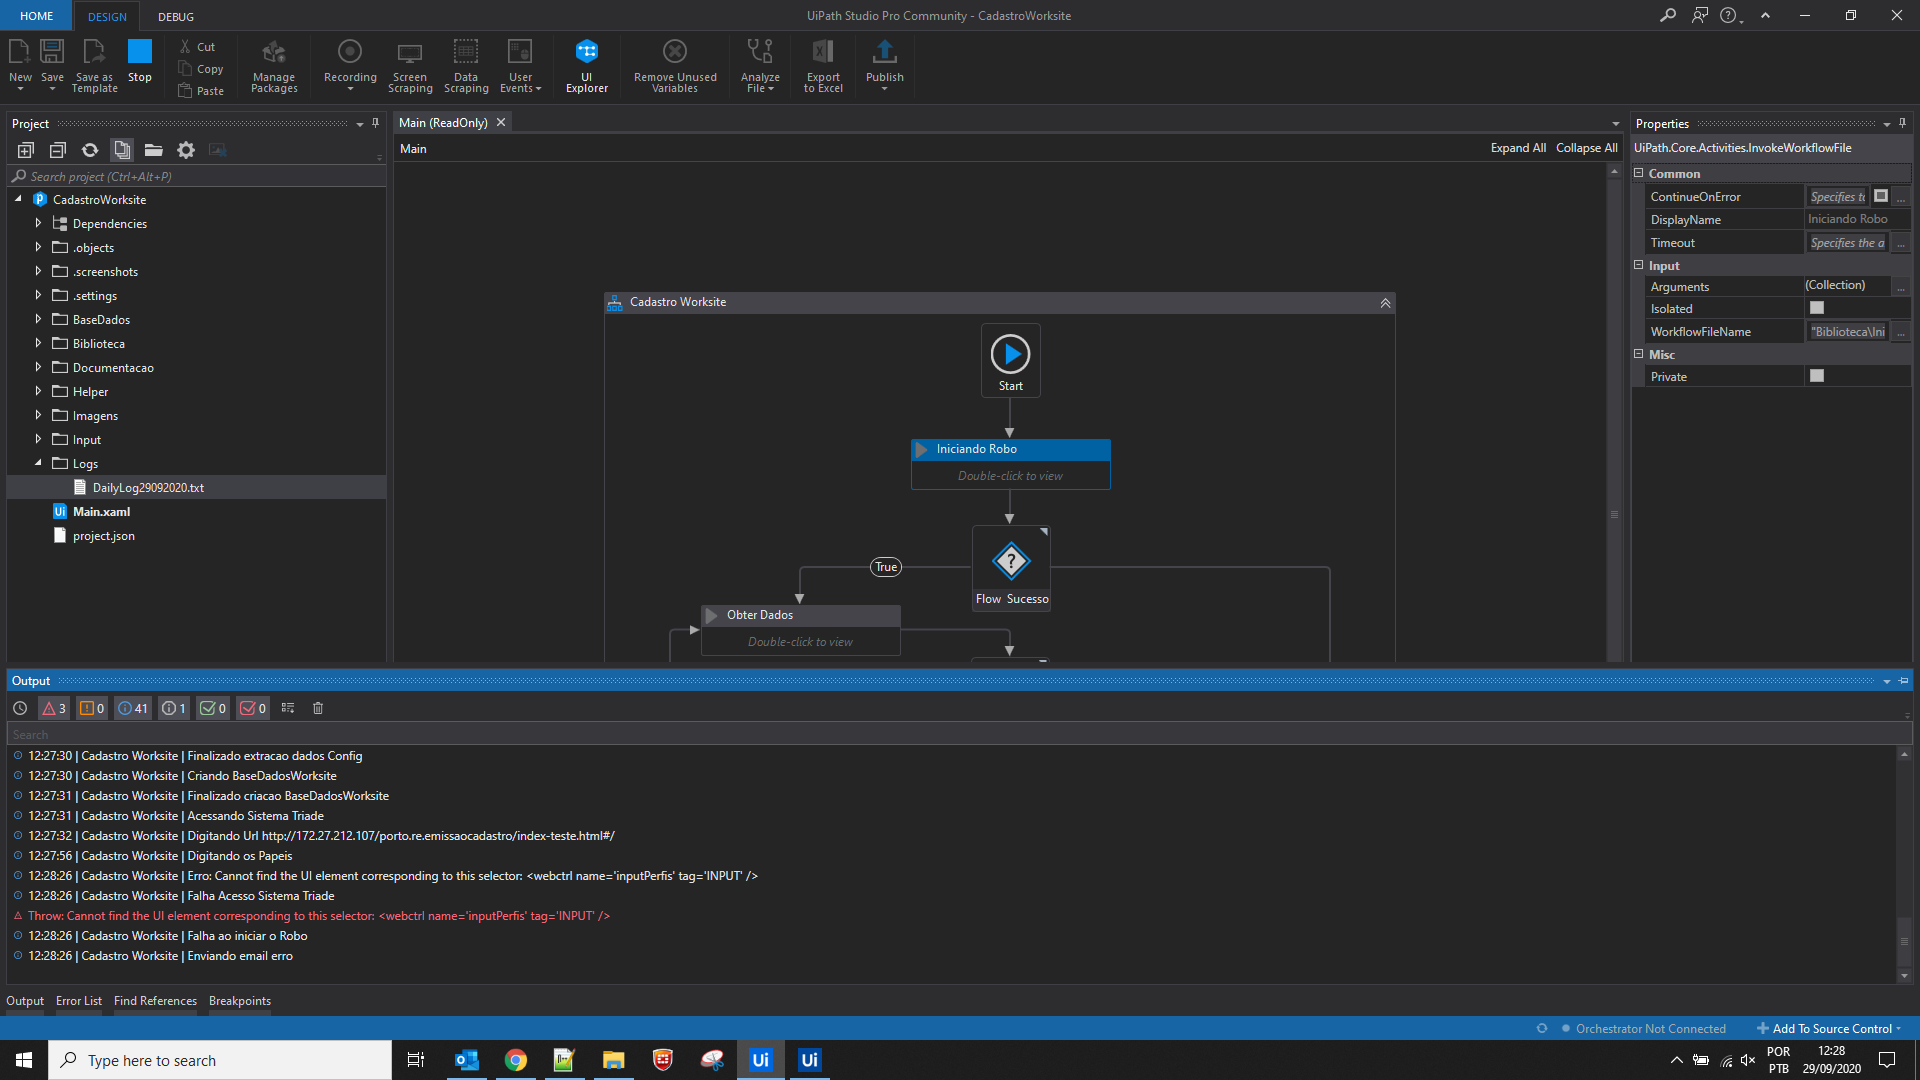 HOME
DESIGN
DEBUG
UiPath Studio Pro Community - CadastroWorksite
New
Save
Save as Template
Stop
Cut
Copy
Paste
Manage Packages
Recording
Screen Scraping
Data Scraping
User Events
UI Explorer
Remove Unused Variables
Analyze File
Export to Excel
Publish
Project
Search project (Ctrl+Alt+P)
CadastroWorksite
Dependencies
.objects
.screenshots
.settings
BaseDados
Biblioteca
Documentacao
Helper
Imagens
Input
Logs
DailyLog29092020.txt
Main.xaml
project.json
Main (ReadOnly)
Main
Expand All
Collapse All
Cadastro Worksite
Start
Iniciando Robo
Double-click to view
True
Flow Sucesso
Obter Dados
Double-click to view
Properties
UiPath.Core.Activities.InvokeWorkflowFile
Common
ContinueOnError Specifies to ...
DisplayName Iniciando Robo
Timeout Specifies the a ...
Input
Arguments (Collection) ...
Isolated
WorkflowFileName "Biblioteca\Ini ...
Misc
Private
Output
3
0
41
1
0
0
Search
12:27:30 | Cadastro Worksite | Finalizado extracao dados Config
12:27:30 | Cadastro Worksite | Criando BaseDadosWorksite
12:27:31 | Cadastro Worksite | Finalizado criacao BaseDadosWorksite
12:27:31 | Cadastro Worksite | Acessando Sistema Triade
12:27:32 | Cadastro Worksite | Digitando Url http://172.27.212.107/porto.re.emissaocadastro/index-teste.html#/
12:27:56 | Cadastro Worksite | Digitando os Papeis
12:28:26 | Cadastro Worksite | Erro: Cannot find the UI element corresponding to this selector: <webctrl name='inputPerfis' tag='INPUT' />
12:28:26 | Cadastro Worksite | Falha Acesso Sistema Triade
Throw: Cannot find the UI element corresponding to this selector: <webctrl name='inputPerfis' tag='INPUT' />
12:28:26 | Cadastro Worksite | Falha ao iniciar o Robo
12:28:26 | Cadastro Worksite | Enviando email erro
Output
Error List
Find References
Breakpoints
Orchestrator Not Connected
Add To Source Control
Type here to search
Ui
Ui
POR
PTB
12:28
29/09/2020